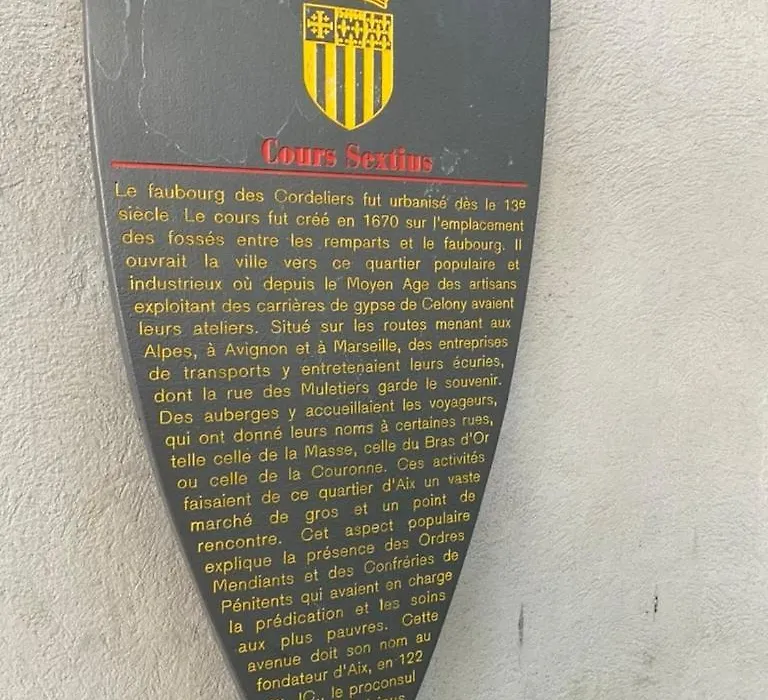 Cours Sextius
Le faubourg des Cordeliers fut urbanisé dès le 13e
siècle. Le cours fut créé en 1670 sur l'emplacement
des fossés entre les remparts et le faubourg. Il
ouvrait la ville vers ce quartier populaire et
industrieux où depuis le Moyen Age des artisans
exploitant des carrières de gypse de Celony avaient
leurs ateliers. Situé sur les routes menant aux
Alpes, à Avignon et à Marseille, des entreprises
de transports y entretenaient leurs écuries,
dont la rue des Muletiers garde le souvenir.
Des auberges y accueillaient les voyageurs,
qui ont donné leurs noms à certaines rues,
telle celle de la Masse, celle du Bras d'Or
ou celle de la Couronne. Ces activités
faisaient de ce quartier d'Aix un vaste
marché de gros et un point de
rencontre. Cet aspect populaire
explique la présence des Ordres
Mendiants et des Confréries de
Pénitents qui avaient en charge
la prédication et les soins
aux plus pauvres. Cette
avenue doit son nom au
fondateur d'Aix, en 122
le proconsul